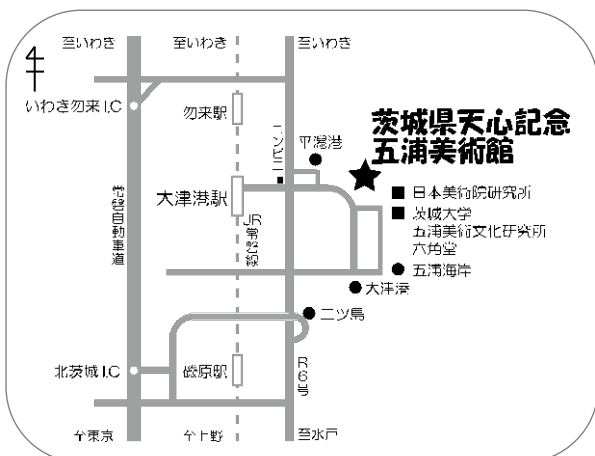 至いわき
至いわき
至いわき
いわき勿来 I.C
勿来駅
コンビニ
平潟港
茨城県天心記念
五浦美術館
大津港駅
日本美術院研究所
茨城大学
五浦美術文化研究所
六角堂
常磐自動車道
JR常磐線
五浦海岸
大津港
二ツ島
北茨城 I.C
磯原駅
R6号
至東京
至上野
至水戸